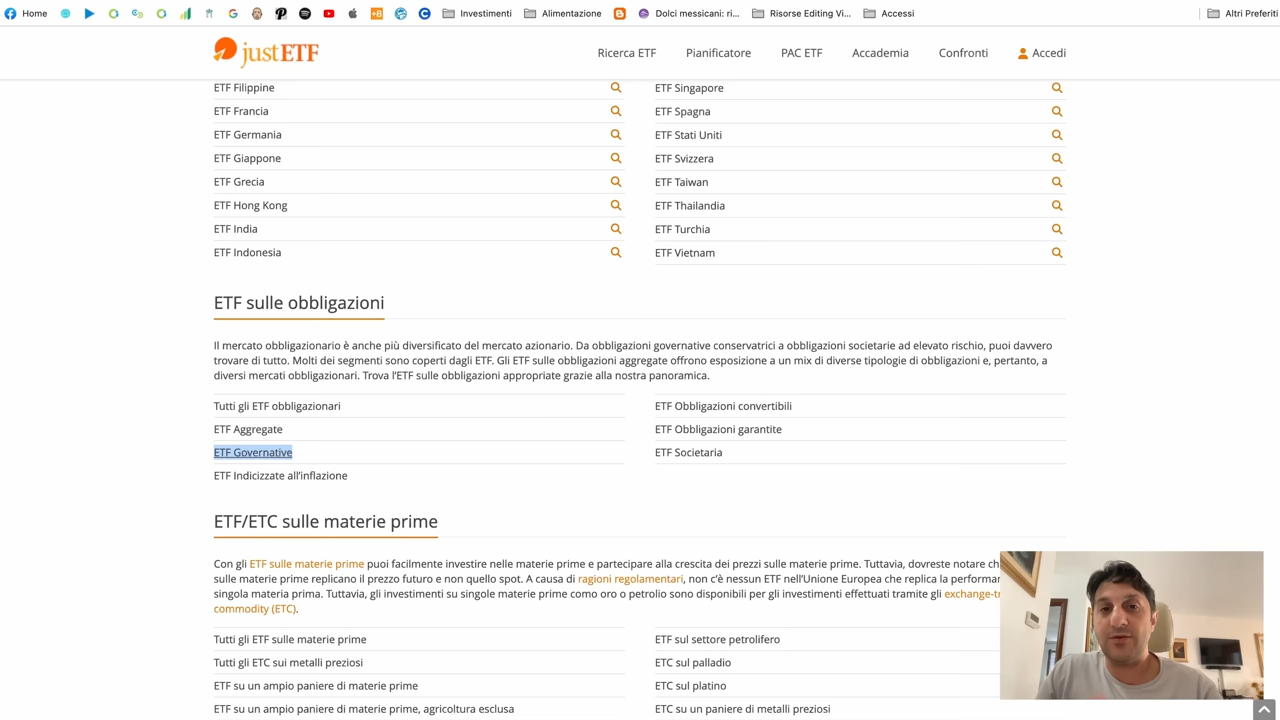 Home
Investimenti
Alimentazione
Dolci messicani: ri...
Risorse Editing Vi...
Accessi
Altri Preferiti
justETF
Ricerca ETF
Pianificatore
PAC ETF
Accademia
Confronti
Accedi
ETF Filippine
ETF Francia
ETF Germania
ETF Giappone
ETF Grecia
ETF Hong Kong
ETF India
ETF Indonesia
ETF Singapore
ETF Spagna
ETF Stati Uniti
ETF Svizzera
ETF Taiwan
ETF Thailandia
ETF Turchia
ETF Vietnam
ETF sulle obbligazioni
Il mercato obbligazionario è anche più diversificato del mercato azionario. Da obbligazioni governative conservatrici a obbligazioni societarie ad elevato rischio, puoi davvero
trovare di tutto. Molti dei segmenti sono coperti dagli ETF. Gli ETF sulle obbligazioni aggregate offrono esposizione a un mix di diverse tipologie di obbligazioni e, pertanto, a
diversi mercati obbligazionari. Trova l'ETF sulle obbligazioni appropriate grazie alla nostra panoramica.
Tutti gli ETF obbligazionari
ETF Aggregate
ETF Governative
ETF Indicizzate all'inflazione
ETF Obbligazioni convertibili
ETF Obbligazioni garantite
ETF Societaria
ETF/ETC sulle materie prime
Con gli ETF sulle materie prime puoi facilmente investire nelle materie prime e partecipare alla crescita dei prezzi sulle materie prime. Tuttavia, dovreste notare ch
sulle materie prime replicano il prezzo futuro e non quello spot. A causa di ragioni regolamentari, non c'è nessun ETF nell'Unione Europea che replica la performar
singola materia prima. Tuttavia, gli investimenti su singole materie prime come oro o petrolio sono disponibili per gli investimenti effettuati tramite gli exchange-tr
commodity (ETC).
Tutti gli ETF sulle materie prime
Tutti gli ETC sui metalli preziosi
ETF su un ampio paniere di materie prime
ETF su un ampio paniere di materie prime, agricoltura esclusa
ETF sul settore petrolifero
ETC sul palladio
ETC sul platino
ETC su un paniere di metalli preziosi